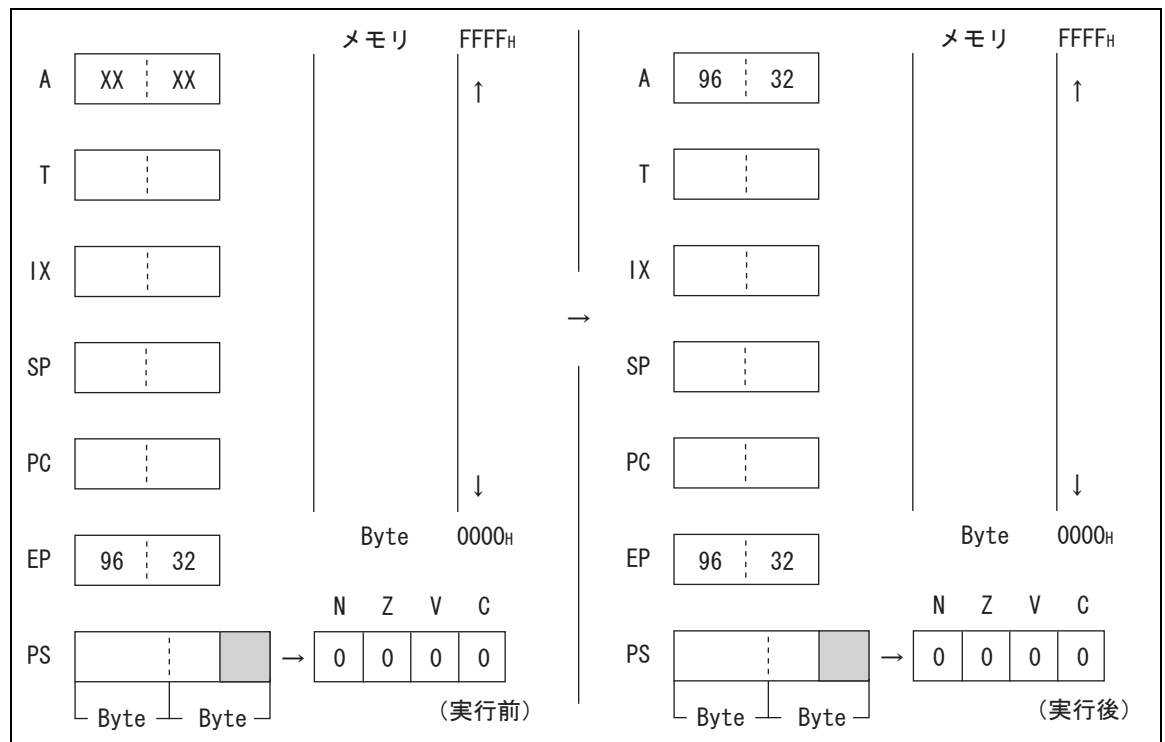 メモリ FFFFH
A XX XX
↑
T
IX
SP
PC
↓
Byte 0000H
EP 96 32
N Z V C
PS → 0 0 0 0
Byte Byte (実行前)
→
メモリ FFFFH
A 96 32
↑
T
IX
SP
PC
↓
Byte 0000H
EP 96 32
N Z V C
PS → 0 0 0 0
Byte Byte (実行後)